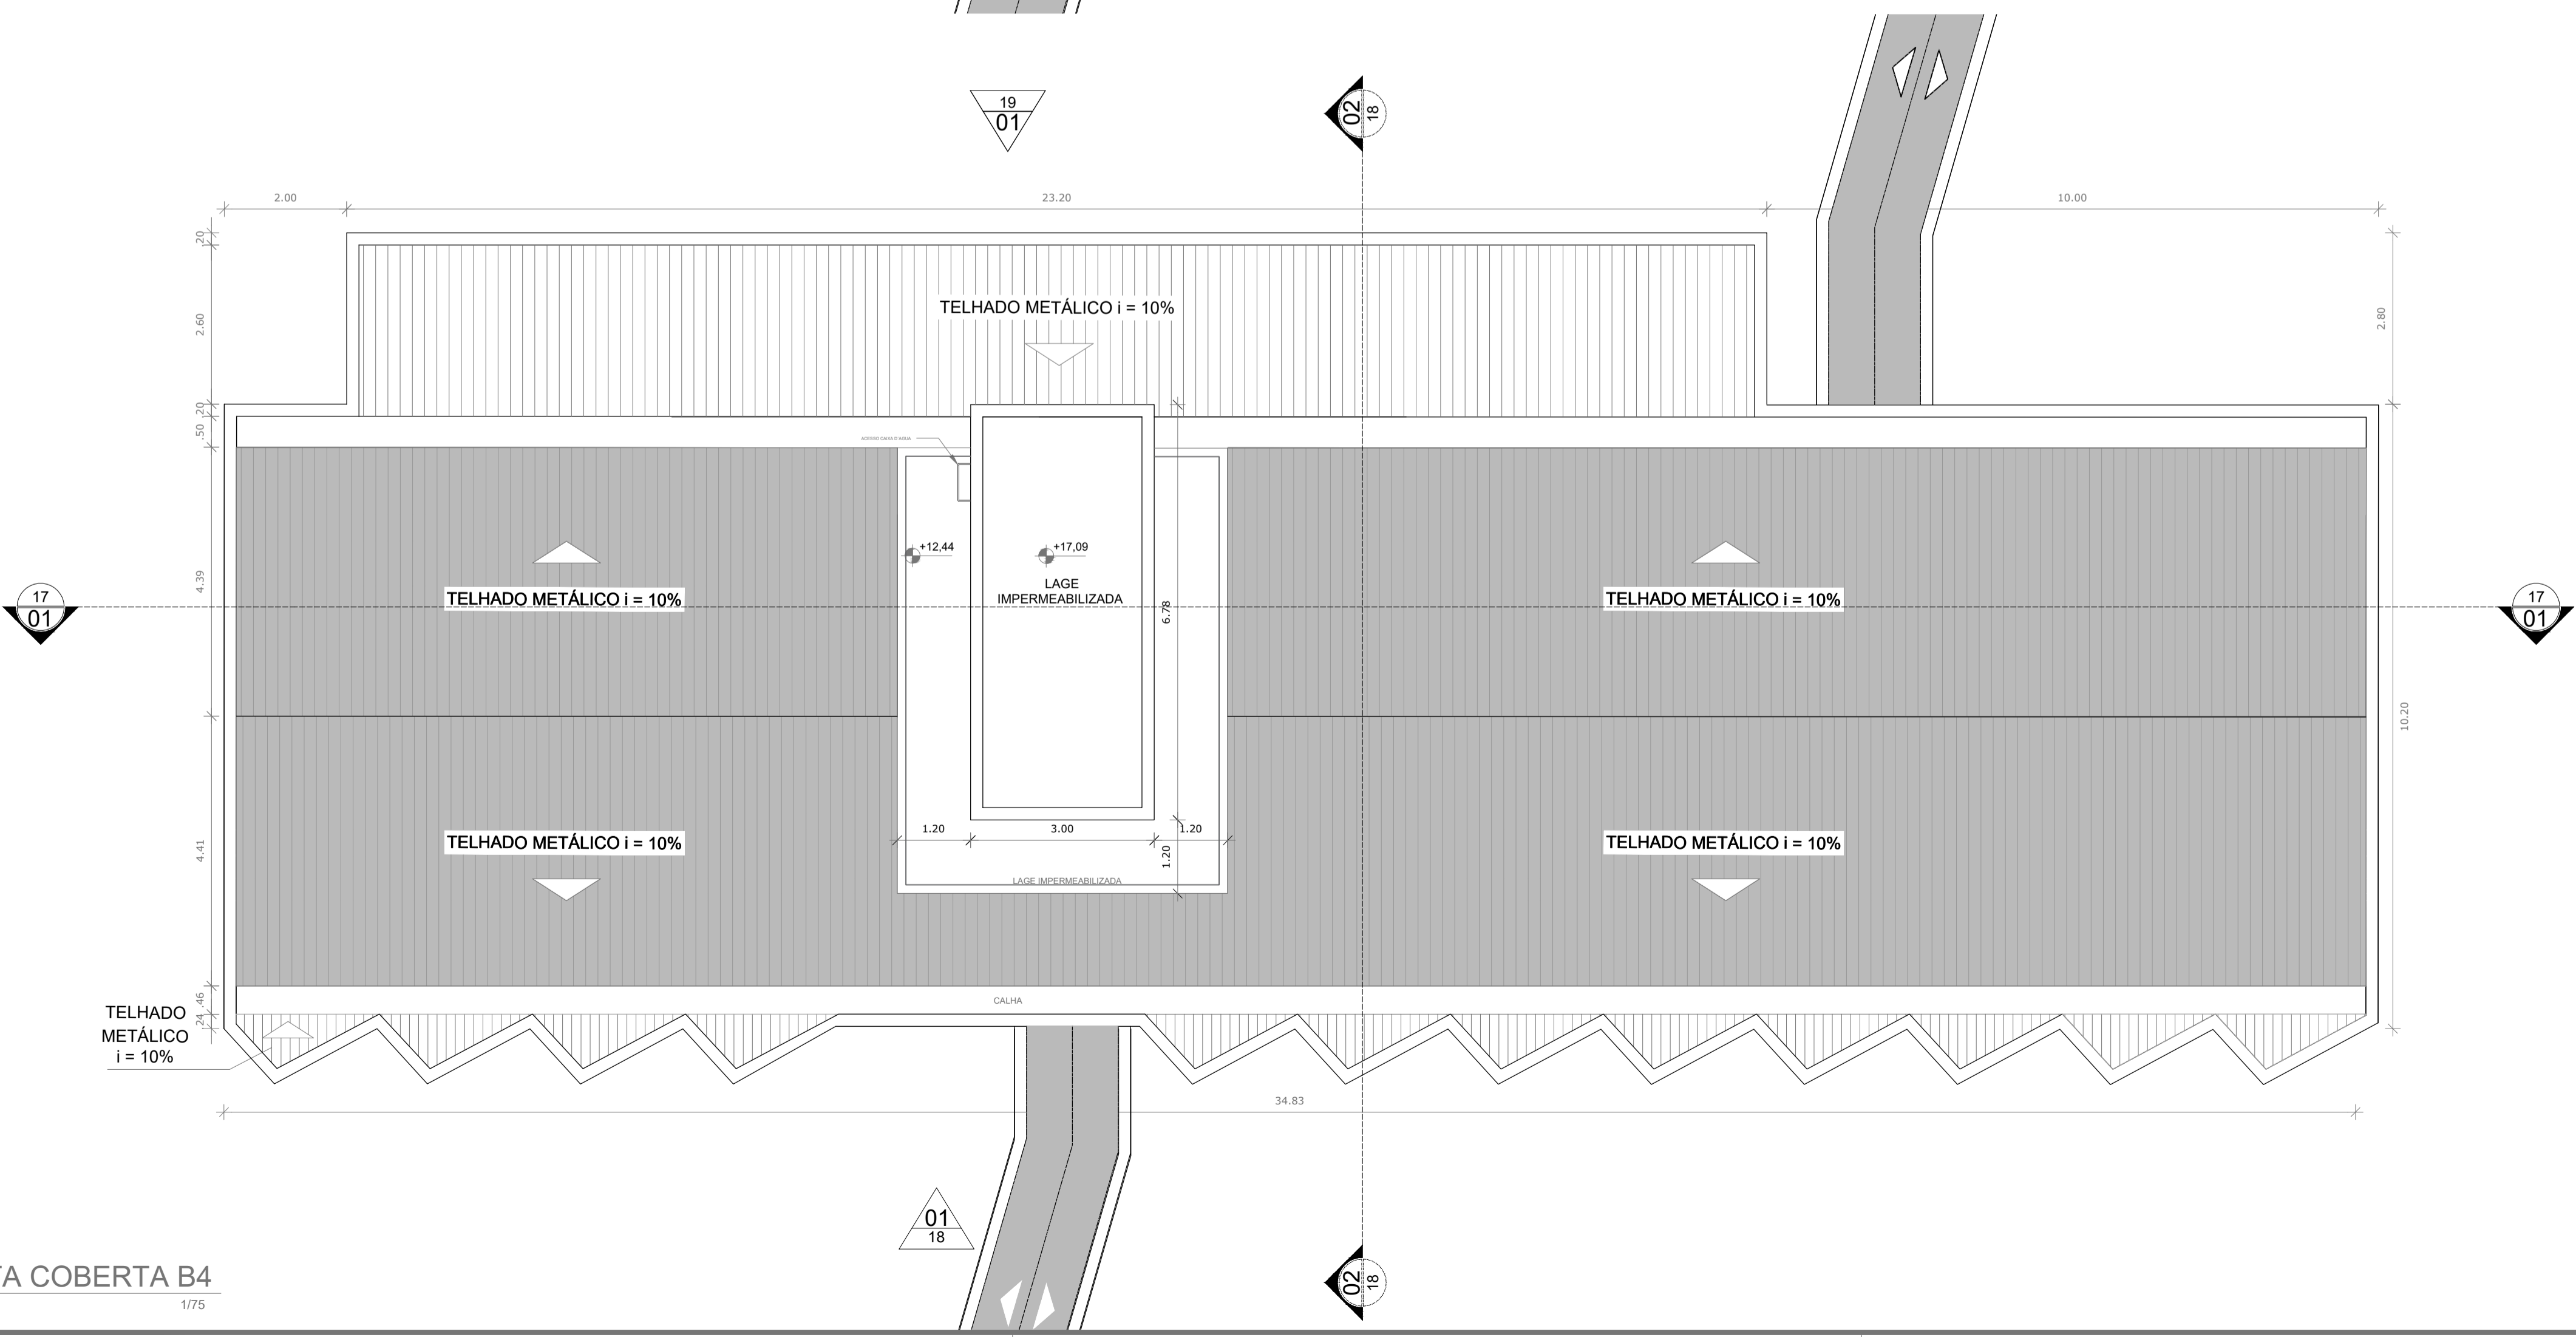 19
01
02
18
2.00
23.20
10.00
20
2.60
20
.50
4.39
4.41
.46
24
2.80
10.20
TELHADO METÁLICO i = 10%
ACESSO CAIXA D'AGUA
+12,44
+17,09
LAGE
IMPERMEABILIZADA
6.78
TELHADO METÁLICO i = 10%
TELHADO METÁLICO i = 10%
17
01
17
01
1.20
3.00
1.20
1.20
TELHADO METÁLICO i = 10%
TELHADO METÁLICO i = 10%
LAGE IMPERMEABILIZADA
CALHA
TELHADO
METÁLICO
i = 10%
34.83
01
18
02
18
TA COBERTA B4
1/75